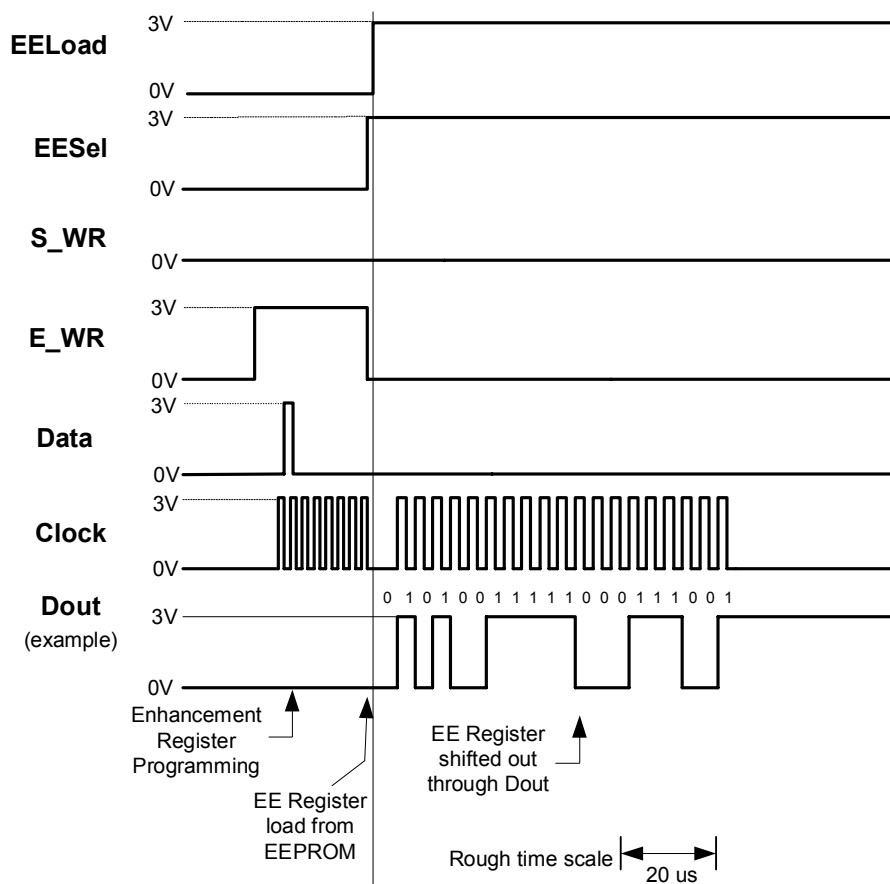 3V
EELoad
0V
3V
EESel
0V
S_WR
0V
3V
E_WR
0V
3V
Data
0V
3V
Clock
0V
0 1 0 1 0 0 1 1 1 1 1 0 0 0 1 1 1 0 0 1
Dout
3V
(example)
0V
Enhancement
Register
Programming
EE Register
shifted out
through Dout
EE Register
load from
EEPROM
Rough time scale
20 us